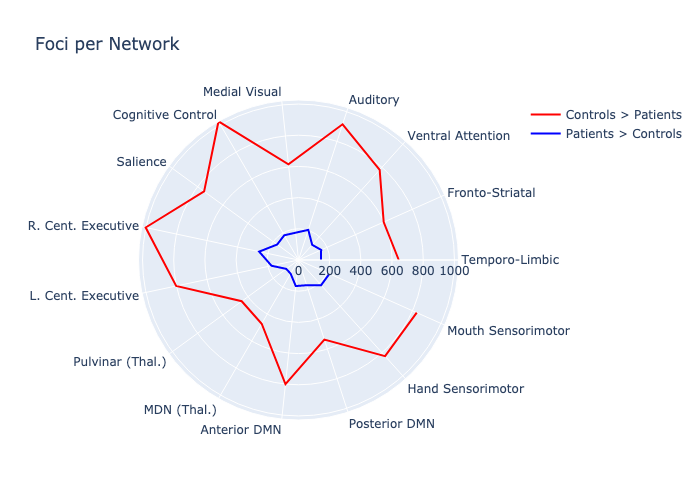 Foci per Network
Medial Visual
Auditory
Cognitive Control
Controls > Patients
Patients > Controls
Ventral Attention
Salience
Fronto-Striatal
R. Cent. Executive
Temporo-Limbic
0 200 400 600 800 1000
L. Cent. Executive
Mouth Sensorimotor
Pulvinar (Thal.)
Hand Sensorimotor
MDN (Thal.)
Posterior DMN
Anterior DMN